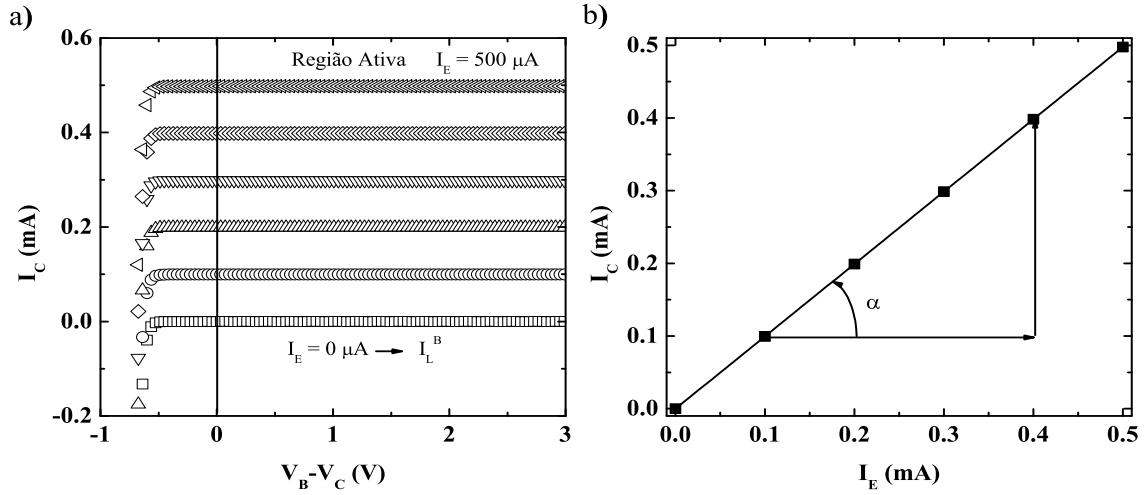 a)
0.6
0.4
0.2
0.0
-0.2
-1
0
1
2
3
I_C (mA)
V_B-V_C (V)
Região Ativa I_E = 500 μA
I_E = 0 μA → I_L^B
b)
0.5
0.4
0.3
0.2
0.1
0.0
0.0
0.1
0.2
0.3
0.4
0.5
I_C (mA)
I_E (mA)
α